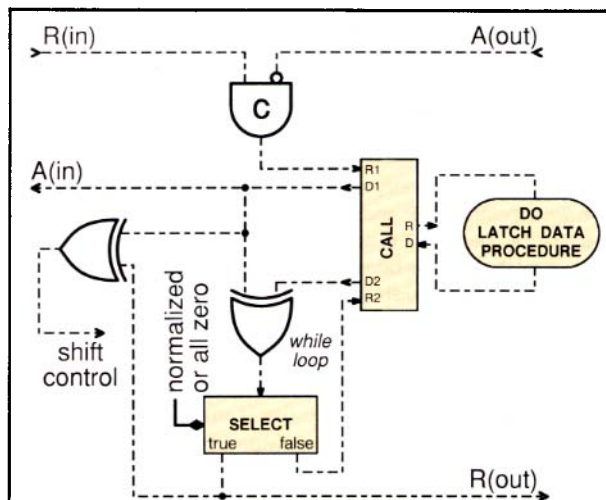 R(in)
A(out)
C
A(in)
R1
D1
CALL
R
D
DO
LATCH DATA
PROCEDURE
D2
R2
shift
control
normalized
or all zero
while
loop
SELECT
true
false
R(out)